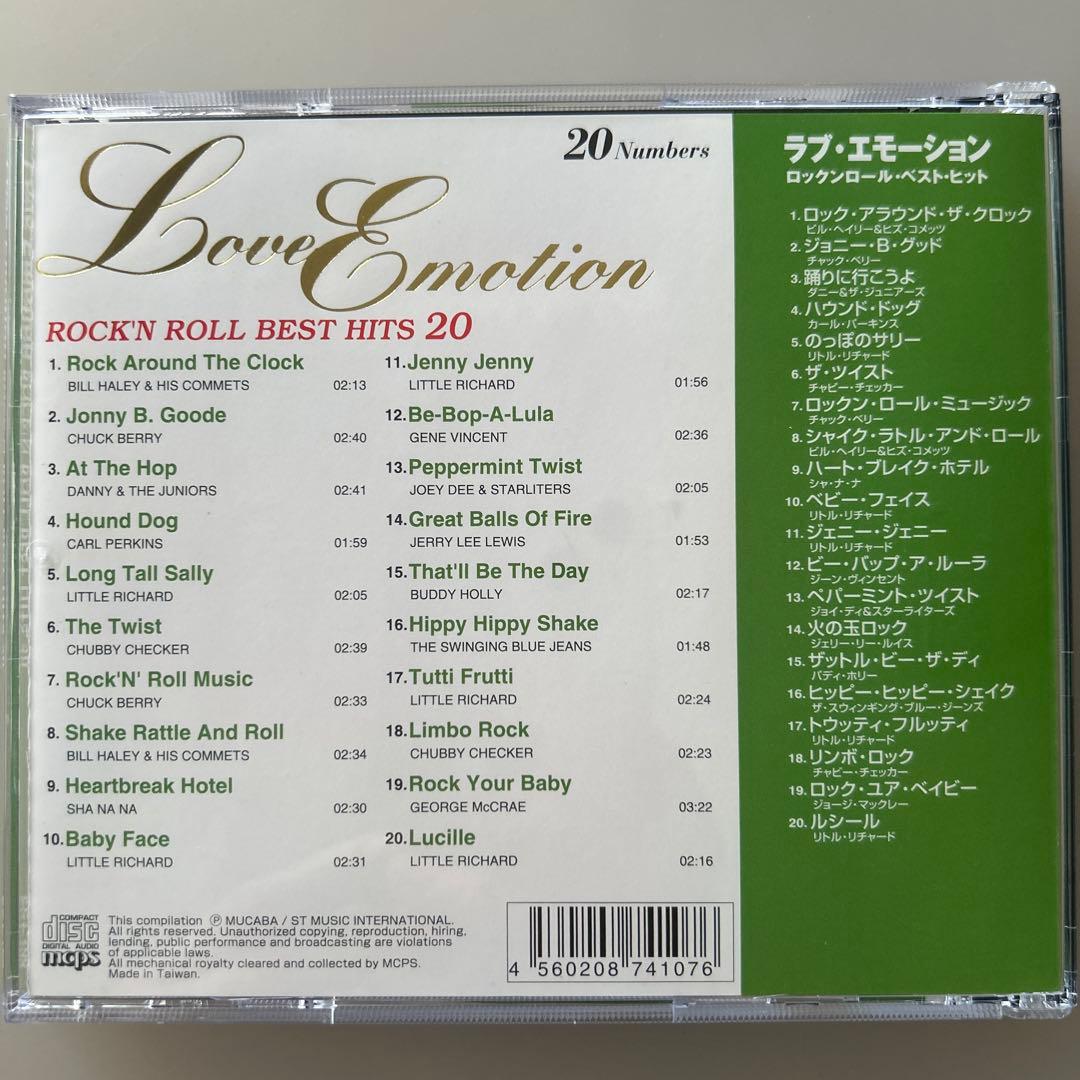 20 Numbers
Love Emotion
ROCK'N ROLL BEST HITS 20
1. Rock Around The Clock
BILL HALEY & HIS COMMETS 02:13
2. Jonny B. Goode
CHUCK BERRY 02:40
3. At The Hop
DANNY & THE JUNIORS 02:41
4. Hound Dog
CARL PERKINS 01:59
5. Long Tall Sally
LITTLE RICHARD 02:05
6. The Twist
CHUBBY CHECKER 02:39
7. Rock'N' Roll Music
CHUCK BERRY 02:33
8. Shake Rattle And Roll
BILL HALEY & HIS COMMETS 02:34
9. Heartbreak Hotel
SHA NA NA 02:30
10. Baby Face
LITTLE RICHARD 02:31
11. Jenny Jenny
LITTLE RICHARD 01:56
12. Be-Bop-A-Lula
GENE VINCENT 02:36
13. Peppermint Twist
JOEY DEE & STARLITERS 02:05
14. Great Balls Of Fire
JERRY LEE LEWIS 01:53
15. That'll Be The Day
BUDDY HOLLY 02:17
16. Hippy Hippy Shake
THE SWINGING BLUE JEANS 01:48
17. Tutti Frutti
LITTLE RICHARD 02:24
18. Limbo Rock
CHUBBY CHECKER 02:23
19. Rock Your Baby
GEORGE McCRAE 03:22
20. Lucille
LITTLE RICHARD 02:16
COMPACT
disc
DIGITAL AUDIO
mcps
This compilation Ⓟ MUCABA / ST MUSIC INTERNATIONAL.
All rights reserved. Unauthorized copying, reproduction, hiring,
lending, public performance and broadcasting are violations
of applicable laws.
All mechanical royalty cleared and collected by MCPS.
Made in Taiwan.
4 560208 741076
ラブ・エモーション
ロックンロール・ベスト・ヒット
1. ロック・アラウンド・ザ・クロック
ビル・ヘイリー&ヒズ・コメッツ
2. ジョニー・B・グッド
チャック・ベリー
3. 踊りに行こうよ
ダニー&ザ・ジュニアーズ
4. ハウンド・ドッグ
カール・パーキンス
5. のっぽのサリー
リトル・リチャード
6. ザ・ツイスト
チャビー・チェッカー
7. ロックン・ロール・ミュージック
チャック・ベリー
8. シャイク・ラトル・アンド・ロール
ビル・ヘイリー&ヒズ・コメッツ
9. ハート・ブレイク・ホテル
シャ・ナ・ナ
10. ベビー・フェイス
リトル・リチャード
11. ジェニー・ジェニー
リトル・リチャード
12. ビー・バップ・ア・ルーラ
ジーン・ヴィンセント
13. ペパーミント・ツイスト
ジョイ・ディ&スターライターズ
14. 火の玉ロック
ジェリー・リー・ルイス
15. ザットル・ビー・ザ・ディ
バディ・ホリー
16. ヒッピー・ヒッピー・シェイク
ザ・スウィンギング・ブルー・ジーンズ
17. トウッティ・フルッティ
リトル・リチャード
18. リンボ・ロック
チャビー・チェッカー
19. ロック・ユア・ベイビー
ジョージ・マックレー
20. ルシール
リトル・リチャード